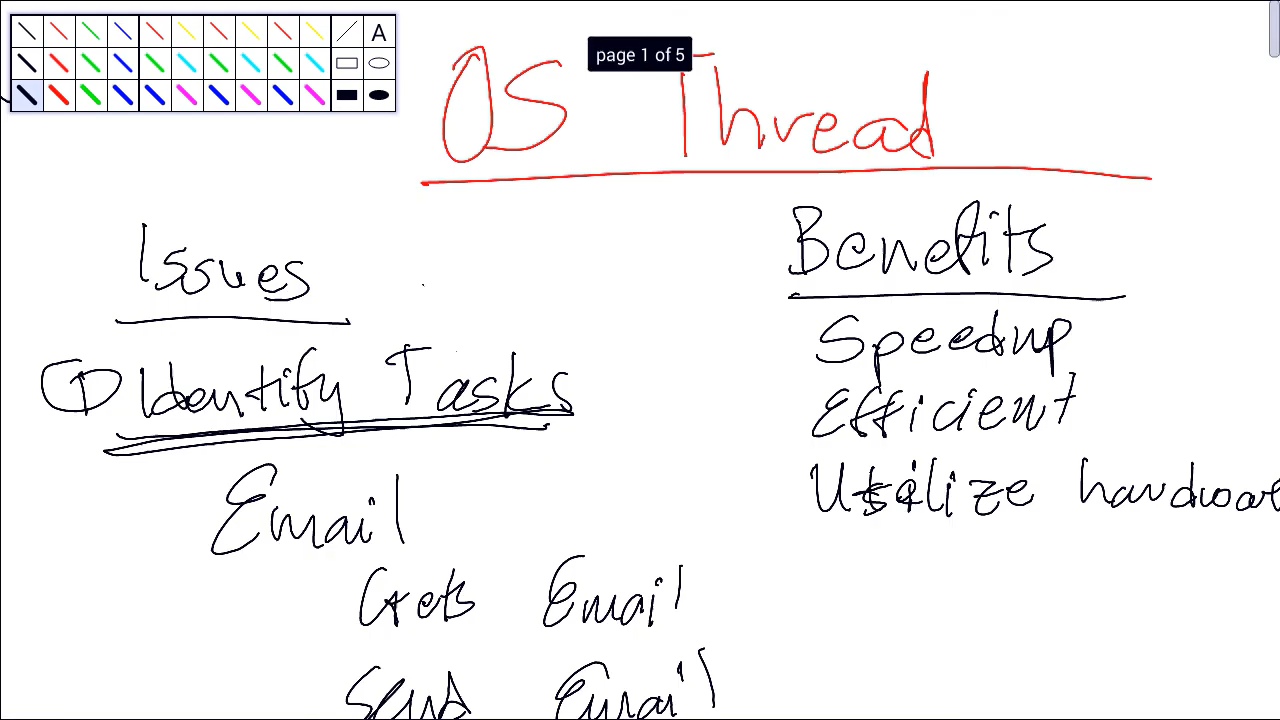 A
page 1 of 5
OS Thread
Issues
① Identify Tasks
Email
Gets Email
Send Email
Benefits
Speedup
Efficient
Utilize hardware